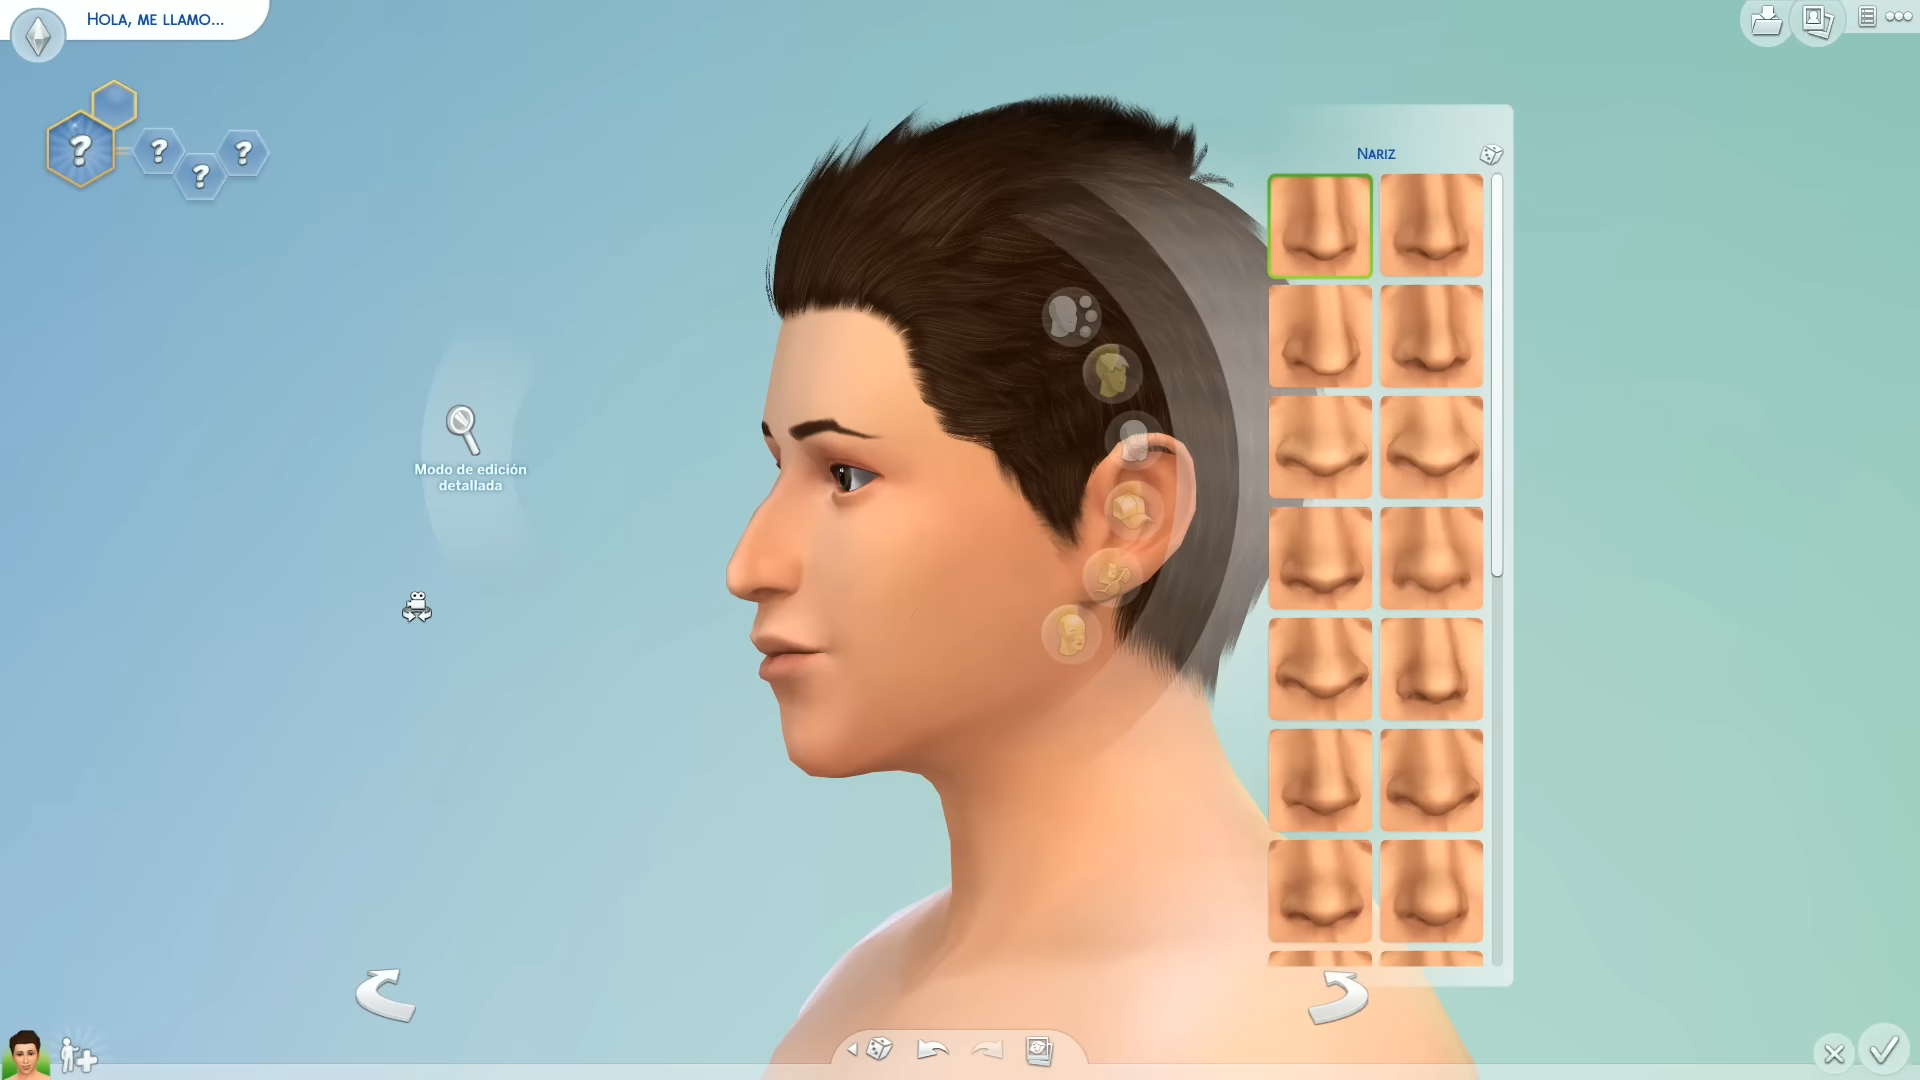 HOLA, ME LLAMO...
?
?
?
?
NARIZ
Modo de edición
detallada